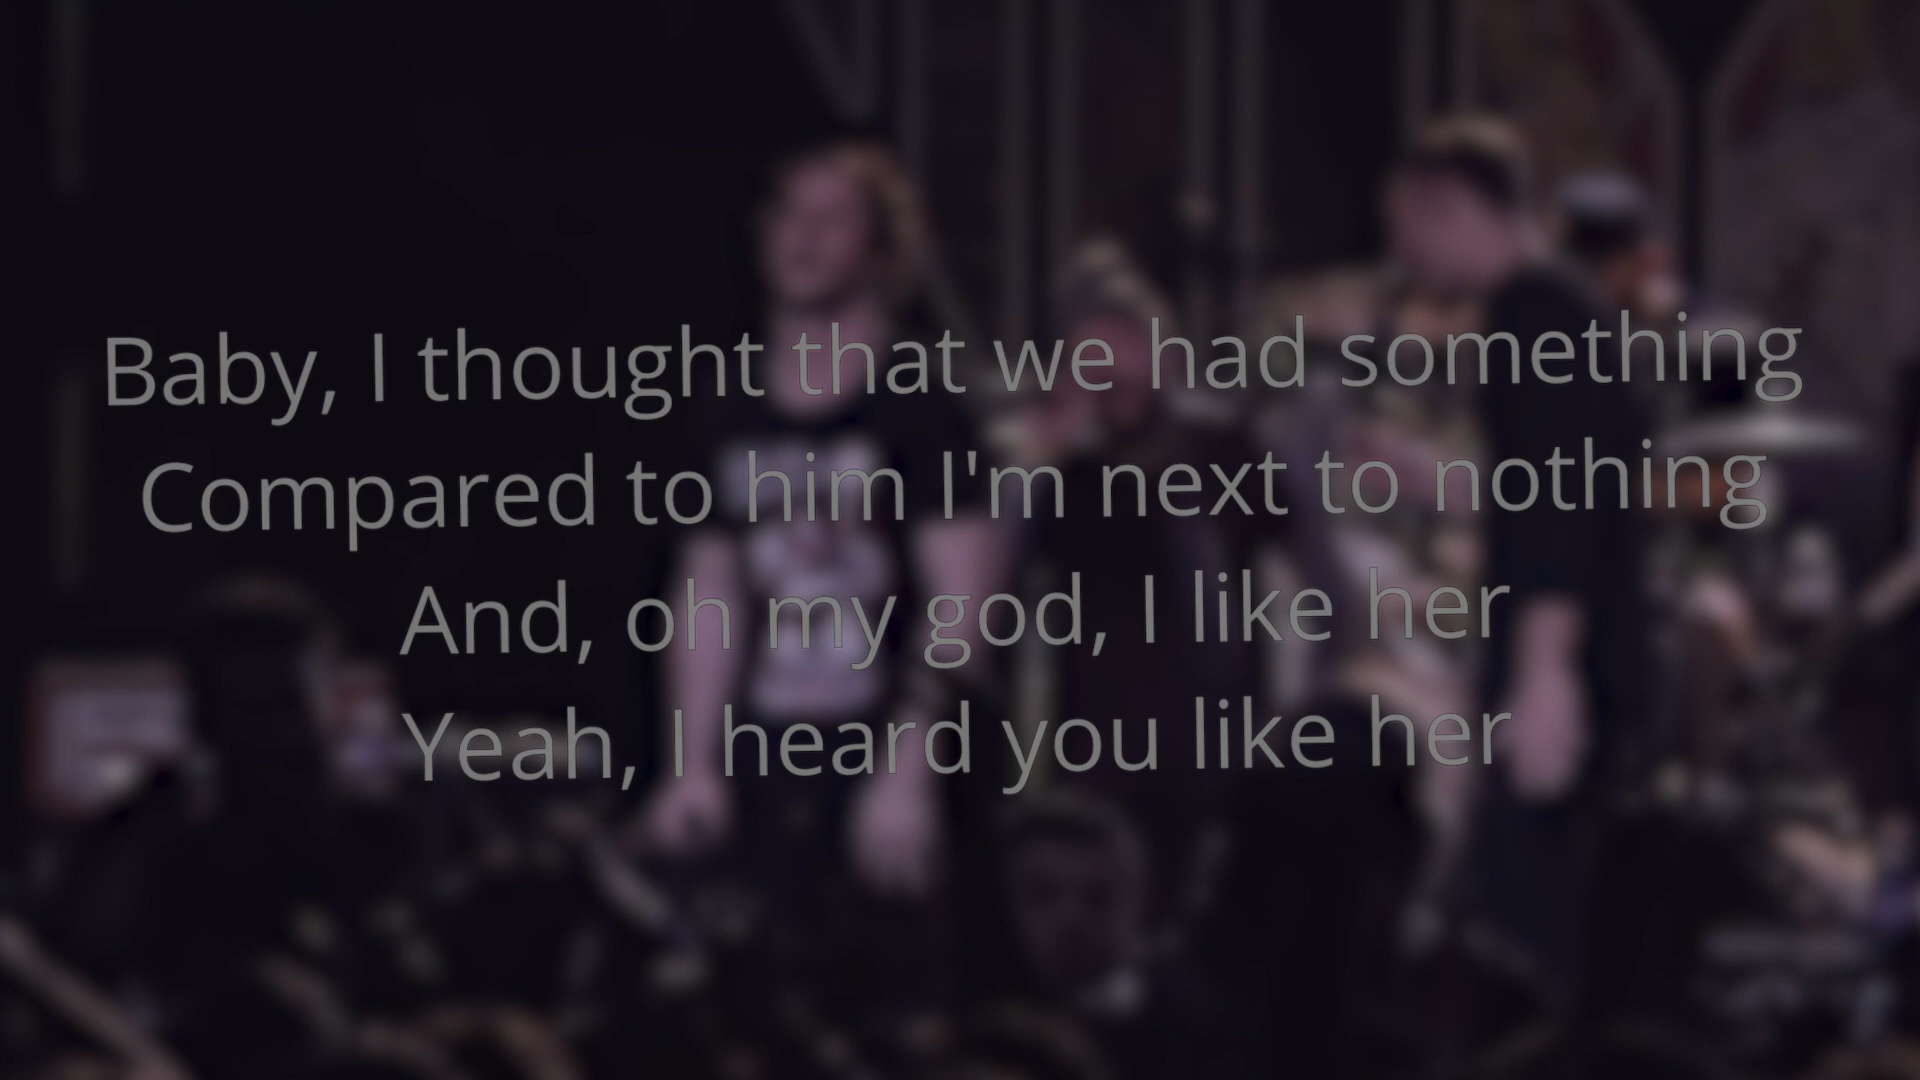 Baby, I thought that we had something
Compared to him I'm next to nothing
And, oh my god, I like her
Yeah, I heard you like her